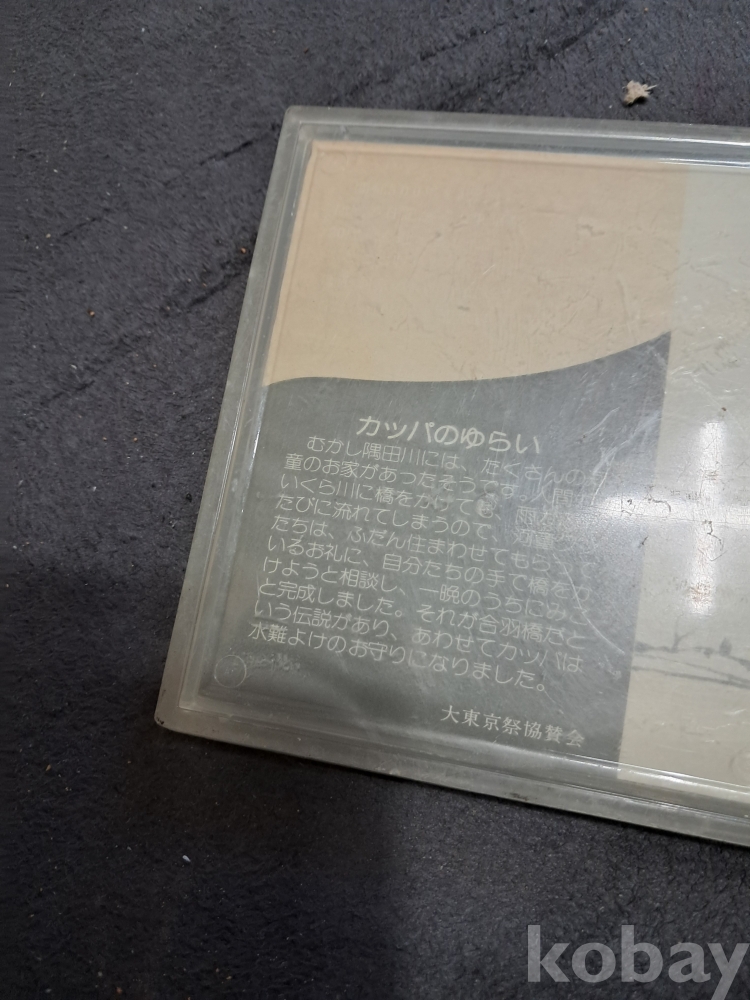 カッパのゆらい
むかし隅田川には、たくさんの
童のお家があったそうです。人間が
いくら川に橋をかけても、雨
たびに流れてしまうので、河童
たちは、ふだん住まわせてもらって
いるお礼に、自分たちの手で橋をか
けようと相談し、一晩のうちにみご
と完成しました。それが合羽橋だと
いう伝説があり、あわせてカッパは
水難よけのお守りになりました。
大東京祭協賛会
kobay